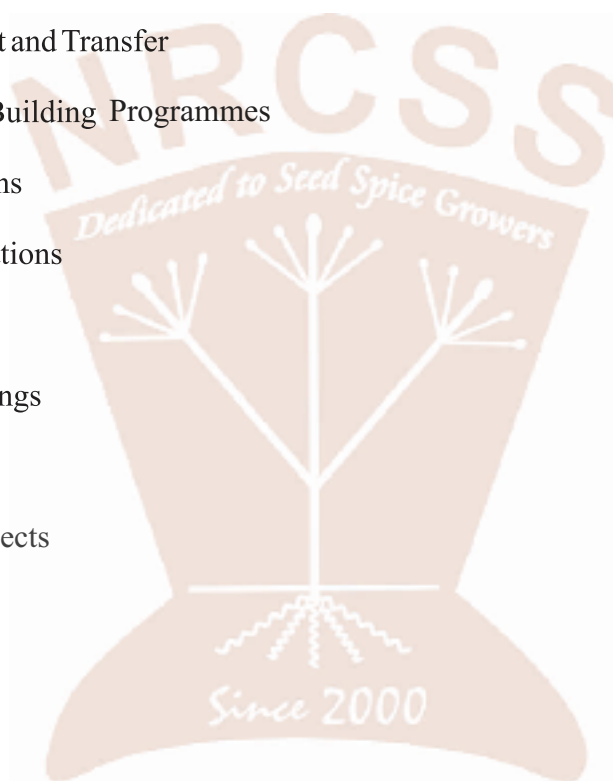 t and Transfer
NRCSS
Building Programmes
ns
Dedicated to Seed Spice Growers
tions
ngs
ects
Since 2000